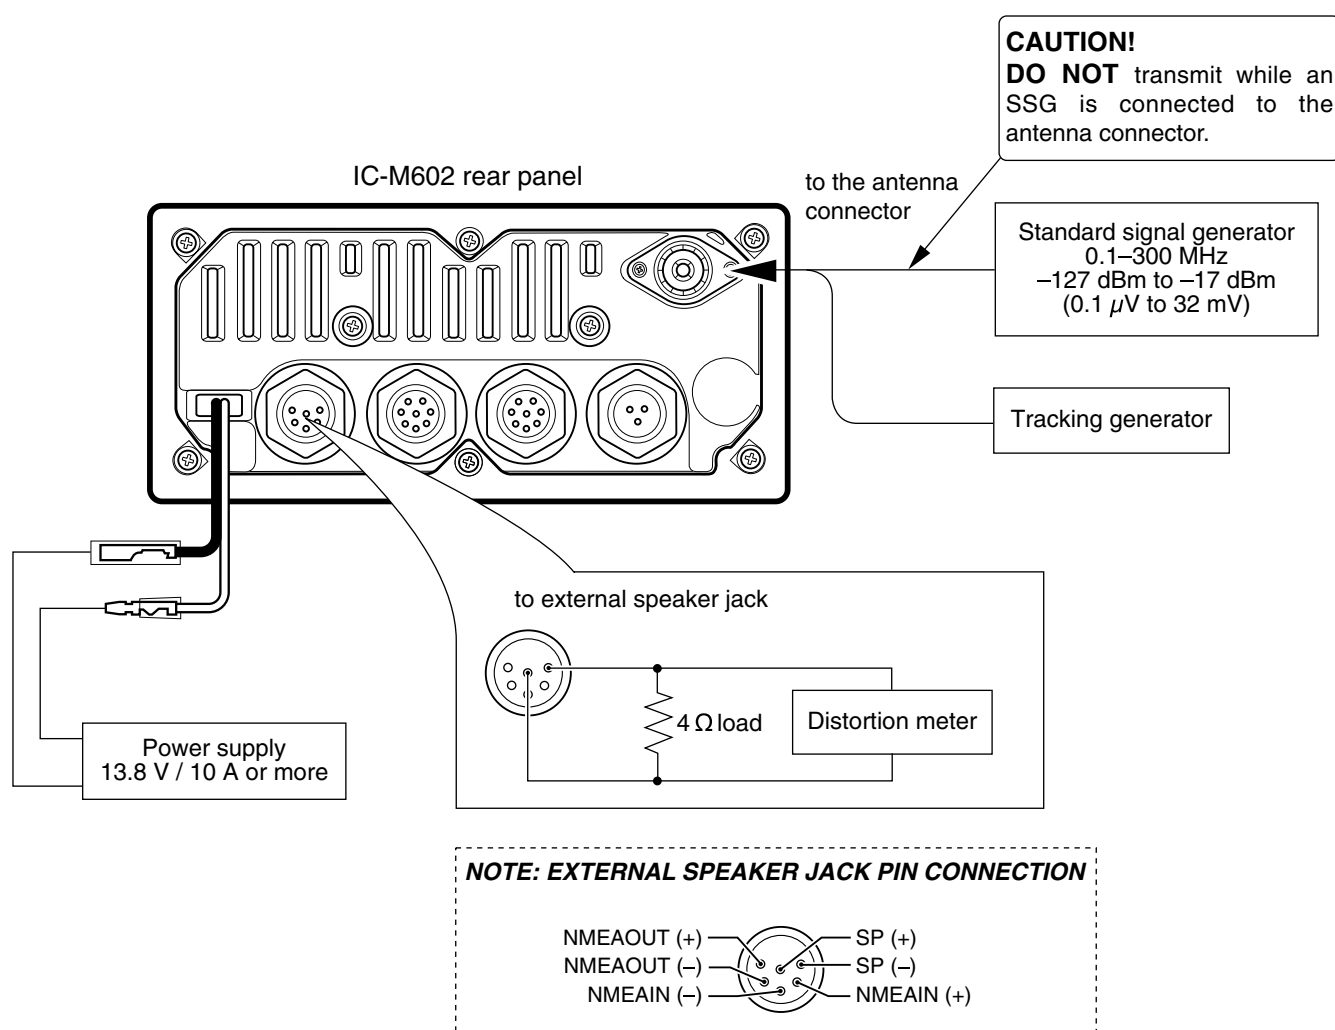 CAUTION!
DO NOT transmit while an
SSG is connected to the
antenna connector.
IC-M602 rear panel
to the antenna
connector
Standard signal generator
0.1–300 MHz
–127 dBm to –17 dBm
(0.1 µV to 32 mV)
Tracking generator
to external speaker jack
4 Ω load
Distortion meter
Power supply
13.8 V / 10 A or more
NOTE: EXTERNAL SPEAKER JACK PIN CONNECTION
NMEAOUT (+)
SP (+)
NMEAOUT (–)
SP (–)
NMEAIN (–)
NMEAIN (+)